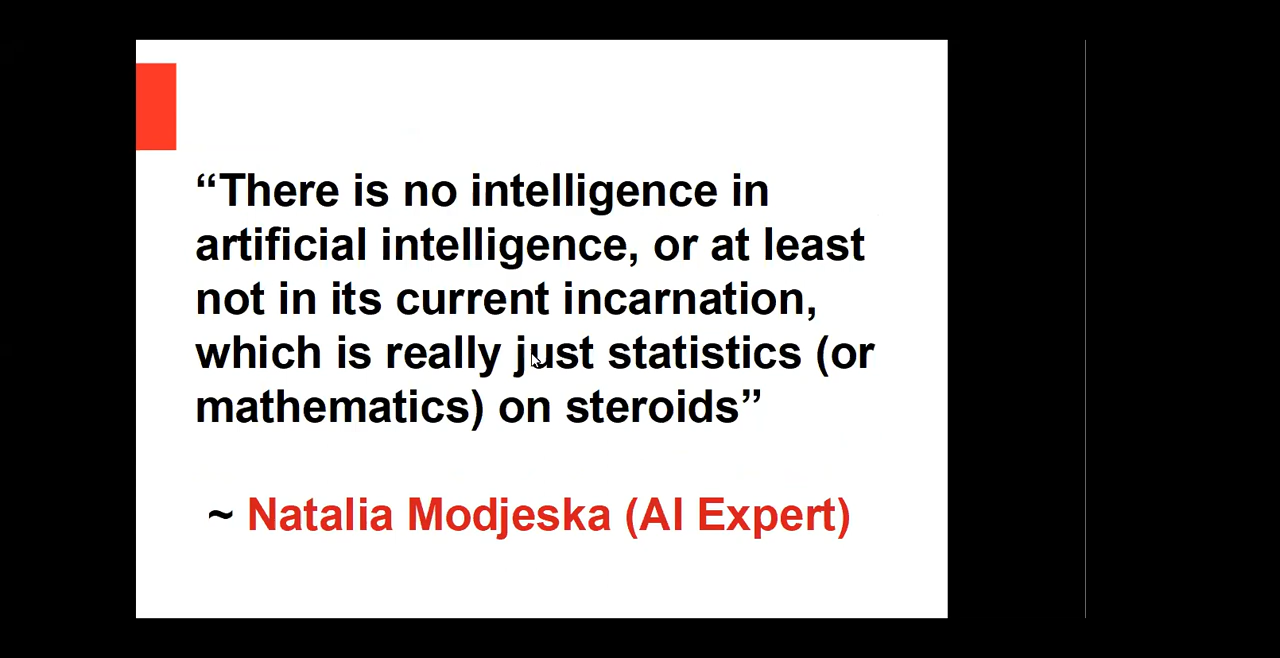 “There is no intelligence in
artificial intelligence, or at least
not in its current incarnation,
which is really just statistics (or
mathematics) on steroids”
~ Natalia Modjeska (AI Expert)